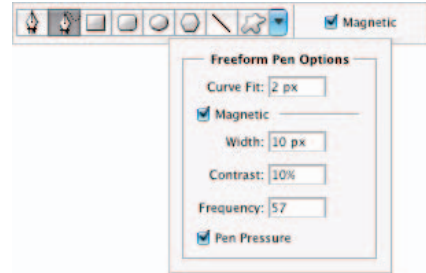 Magnetic
Freeform Pen Options
Curve Fit: 2 px
Magnetic
Width: 10 px
Contrast: 10%
Frequency: 57
Pen Pressure